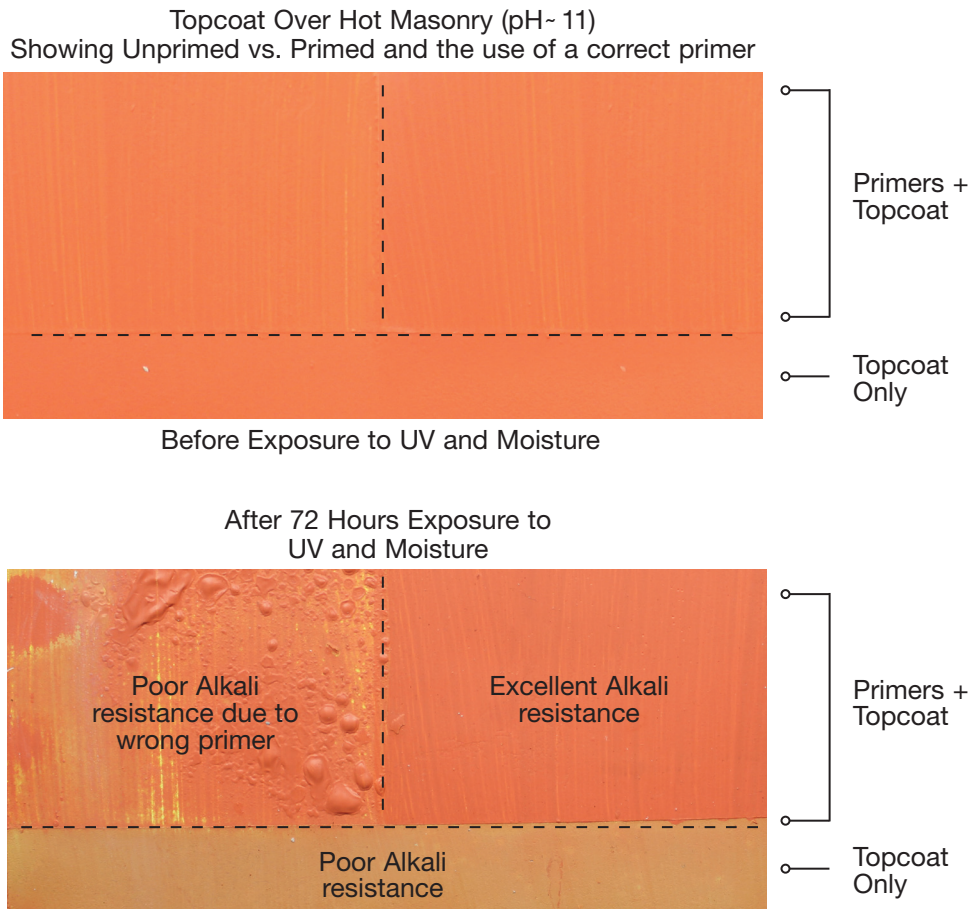 Topcoat Over Hot Masonry (pH~ 11)
Showing Unprimed vs. Primed and the use of a correct primer
Primers +
Topcoat
Topcoat
Only
Before Exposure to UV and Moisture
After 72 Hours Exposure to
UV and Moisture
Poor Alkali
resistance due to
wrong primer
Excellent Alkali
resistance
Primers +
Topcoat
Poor Alkali
resistance
Topcoat
Only